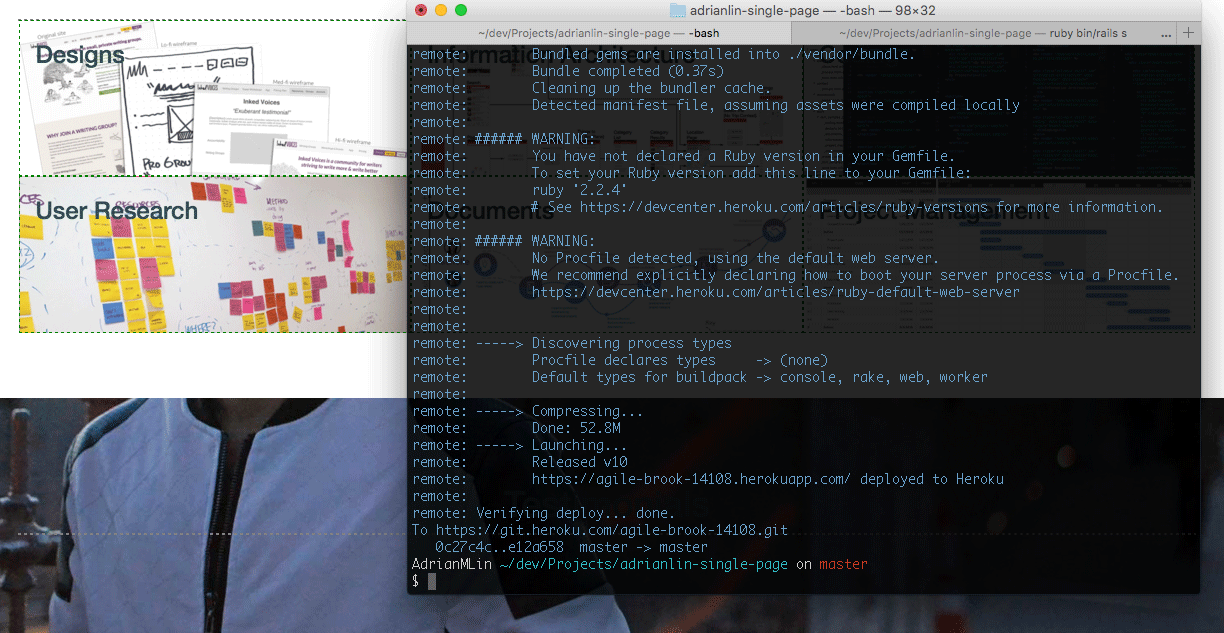 adrianlin-single-page — -bash — 98×32
~/dev/Projects/adrianlin-single-page — -bash
~/dev/Projects/adrianlin-single-page — ruby bin/rails s ... +
Original site
Lo-fi wireframe
Designs
Med-fi wireframe
Inked Voices
"Exuberant testimonial"
Hi-fi wireframe
WHY JOIN A WRITING GROUP?
Inked Voices is a community for writers
striving to write more & write better
PRO GROU
User Research
RESOURCES
METHOD
WHERE?
Documents
Project Management
remote:        Bundled gems are installed into ./vendor/bundle.
remote:        Bundle completed (0.37s)
remote:        Cleaning up the bundler cache.
remote:        Detected manifest file, assuming assets were compiled locally
remote:
remote: ###### WARNING:
remote:        You have not declared a Ruby version in your Gemfile.
remote:        To set your Ruby version add this line to your Gemfile:
remote:        ruby '2.2.4'
remote:        # See https://devcenter.heroku.com/articles/ruby-versions for more information.
remote:
remote: ###### WARNING:
remote:        No Procfile detected, using the default web server.
remote:        We recommend explicitly declaring how to boot your server process via a Procfile.
remote:        https://devcenter.heroku.com/articles/ruby-default-web-server
remote:
remote:
remote: -----> Discovering process types
remote:        Procfile declares types     -> (none)
remote:        Default types for buildpack -> console, rake, web, worker
remote:
remote: -----> Compressing...
remote:        Done: 52.8M
remote: -----> Launching...
remote:        Released v10
remote:        https://agile-brook-14108.herokuapp.com/ deployed to Heroku
remote:
remote: Verifying deploy... done.
To https://git.heroku.com/agile-brook-14108.git
   0c27c4c..e12a658  master -> master
AdrianMLin ~/dev/Projects/adrianlin-single-page on master
$